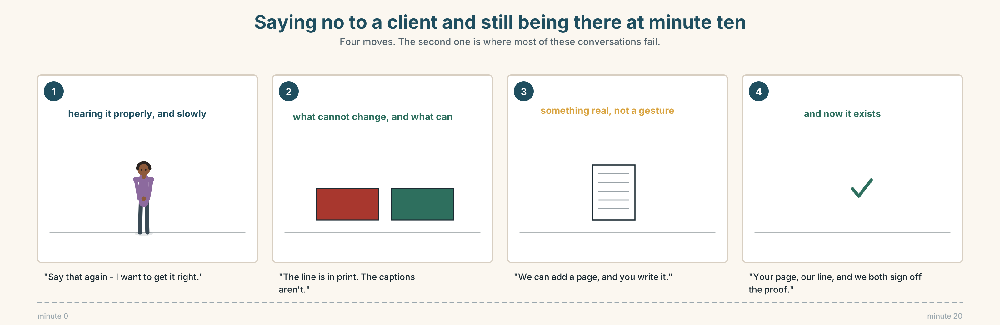 Saying no to a client and still being there at minute ten
Four moves. The second one is where most of these conversations fail.
1
hearing it properly, and slowly
"Say that again - I want to get it right."
2
what cannot change, and what can
"The line is in print. The captions
aren't."
3
something real, not a gesture
"We can add a page, and you write it."
4
and now it exists
"Your page, our line, and we both sign off
the proof."
minute 0
minute 20